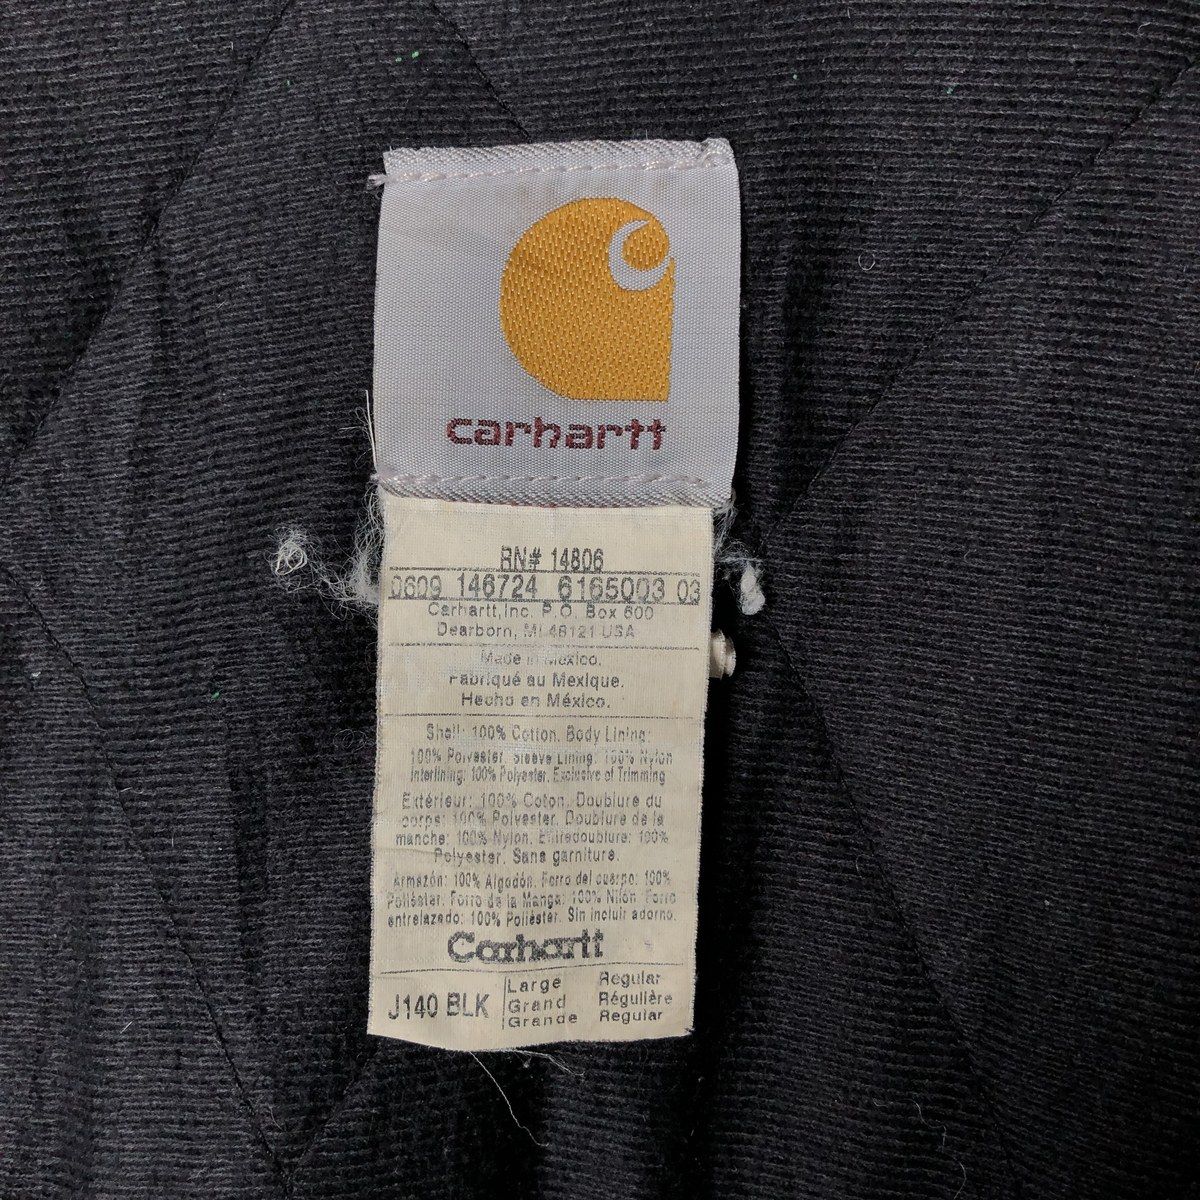 carhartt
RN# 14806
0609 146724 6165003 03
Carhartt, Inc. P.O. Box 600
Dearborn, MI 48121 USA
Made in Mexico.
Fabriqué au Mexique.
Hecho en México.
Shell: 100% Cotton. Body Lining:
100% Polyester. Sleeve Lining: 100% Nylon
Interlining: 100% Polyester. Exclusive of Trimming
Extérieur: 100% Coton. Doublure du
corps: 100% Polyester. Doublure de la
manche: 100% Nylon. Entredoublure: 100%
Polyester. Sans garniture.
Armazón: 100% Algodón. Forro del cuerpo: 100%
Poliéster. Forro de la Manga: 100% Nilón. Forro
entrelazado: 100% Poliéster. Sin incluir adorno.
Carhartt
J140 BLK
Large Regular
Grand Régulière
Grande Regular